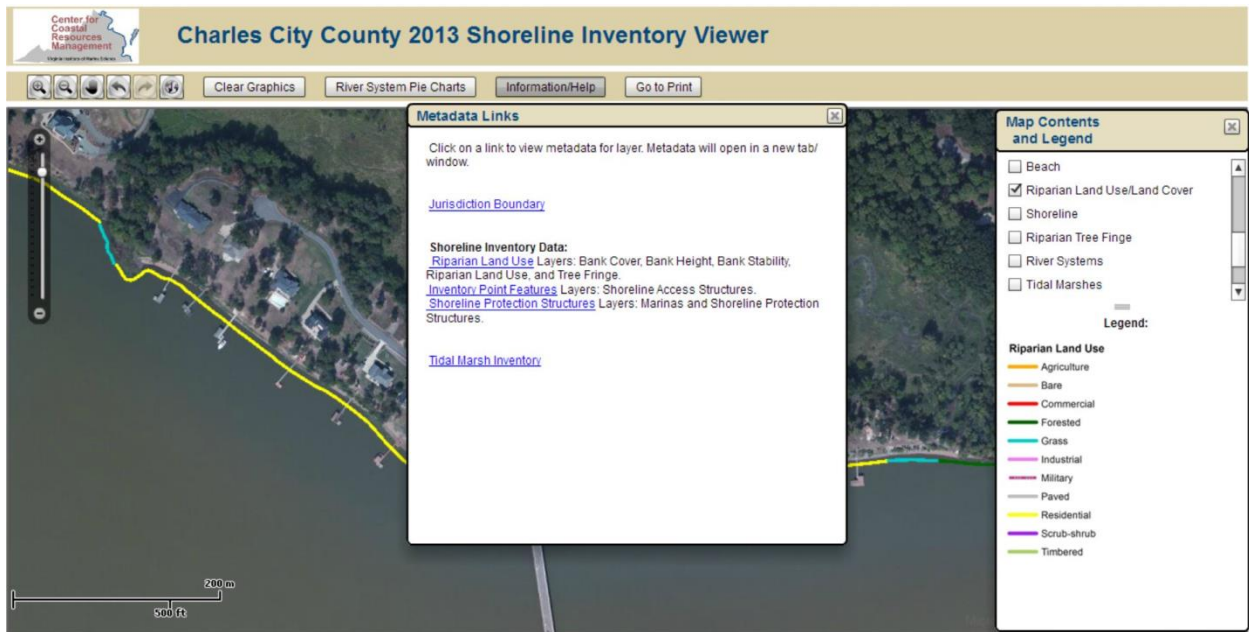 Center for
Coastal
Resources
Management
Virginia Institute of Marine Science
Charles City County 2013 Shoreline Inventory Viewer
Clear Graphics
River System Pie Charts
Information/Help
Go to Print
Metadata Links
Click on a link to view metadata for layer. Metadata will open in a new tab/
window.
Jurisdiction Boundary
Shoreline Inventory Data:
Riparian Land Use Layers: Bank Cover, Bank Height, Bank Stability,
Riparian Land Use, and Tree Fringe.
Inventory Point Features Layers: Shoreline Access Structures.
Shoreline Protection Structures Layers: Marinas and Shoreline Protection
Structures.
Tidal Marsh Inventory
Map Contents
and Legend
Beach
Riparian Land Use/Land Cover
Shoreline
Riparian Tree Finge
River Systems
Tidal Marshes
Legend:
Riparian Land Use
Agriculture
Bare
Commercial
Forested
Grass
Industrial
Military
Paved
Residential
Scrub-shrub
Timbered
200 m
500 ft